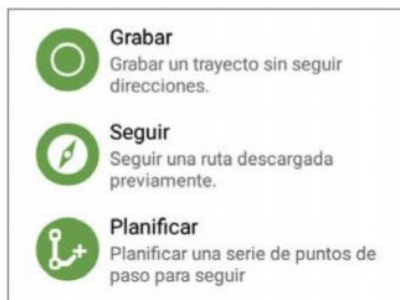 Grabar
Grabar un trayecto sin seguir
direcciones.
Seguir
Seguir una ruta descargada
previamente.
Planificar
Planificar una serie de puntos de
paso para seguir